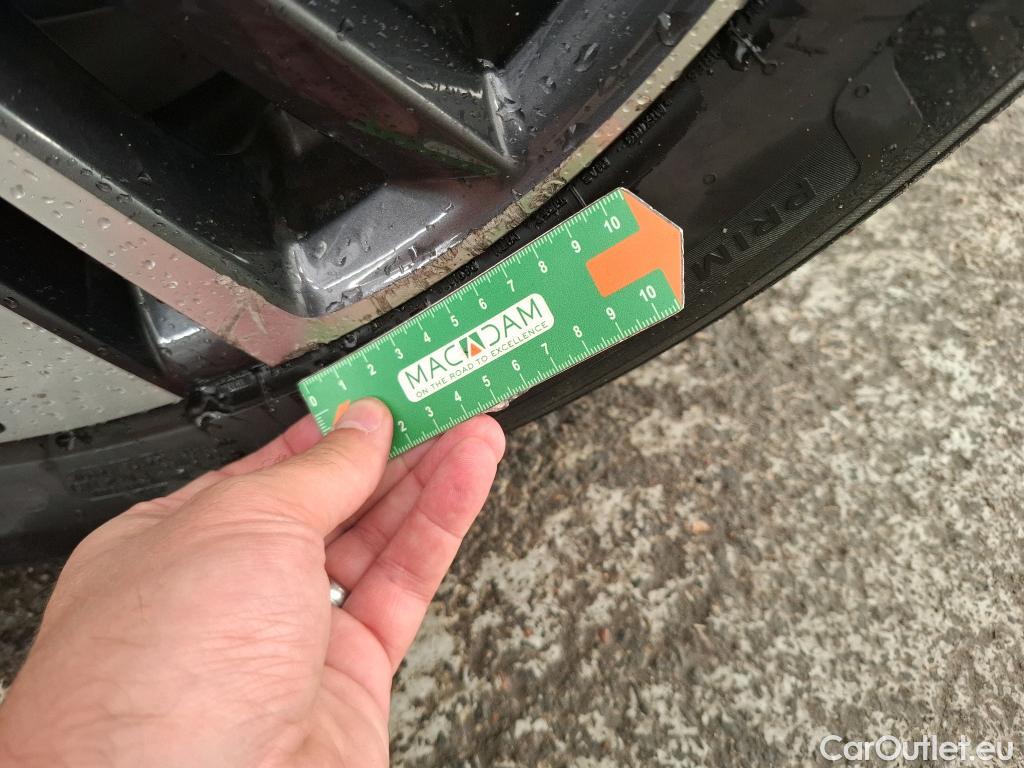 PRIM
0 1 2 3 4 5 6 7 8 9 10
MACADAM
ON THE ROAD TO EXCELLENCE
2 3 4 5 6 7 8 9 10
CarOutlet.eu